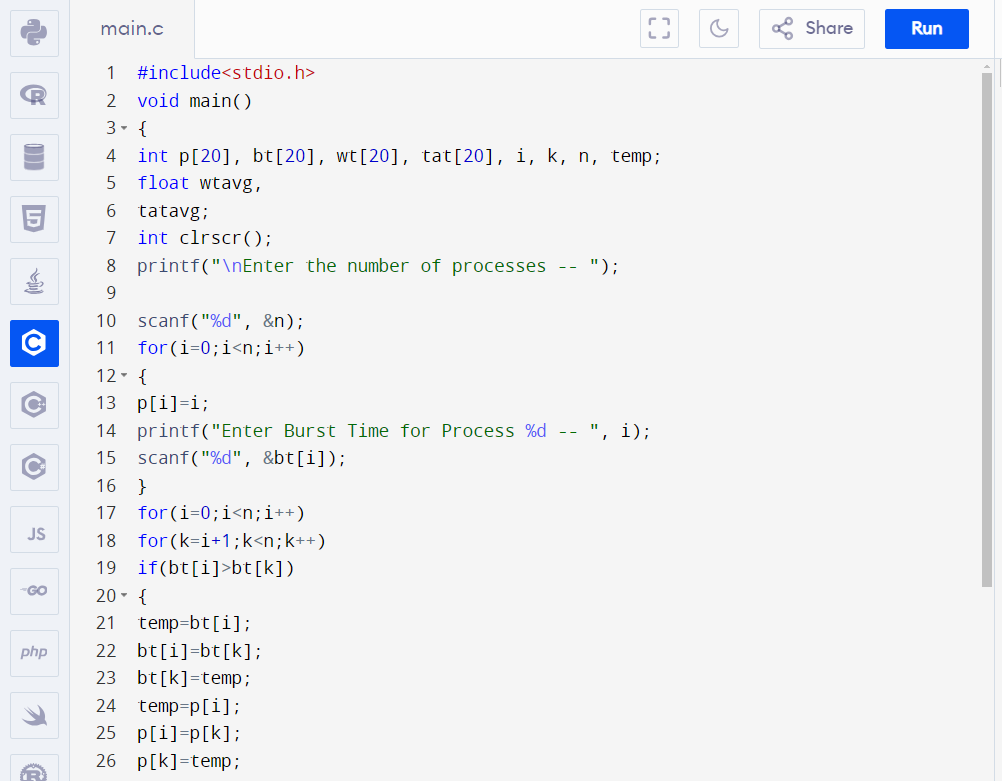 main.c
Share
Run
1 #include<stdio.h>
2 void main()
3 {
4 int p[20], bt[20], wt[20], tat[20], i, k, n, temp;
5 float wtavg,
6 tatavg;
7 int clrscr();
8 printf("\nEnter the number of processes -- ");
9
10 scanf("%d", &n);
11 for(i=0;i<n;i++)
12 {
13 p[i]=i;
14 printf("Enter Burst Time for Process %d -- ", i);
15 scanf("%d", &bt[i]);
16 }
17 for(i=0;i<n;i++)
18 for(k=i+1;k<n;k++)
19 if(bt[i]>bt[k])
20 {
21 temp=bt[i];
22 bt[i]=bt[k];
23 bt[k]=temp;
24 temp=p[i];
25 p[i]=p[k];
26 p[k]=temp;
R
5
C
C++
C#
JS
GO
php
R